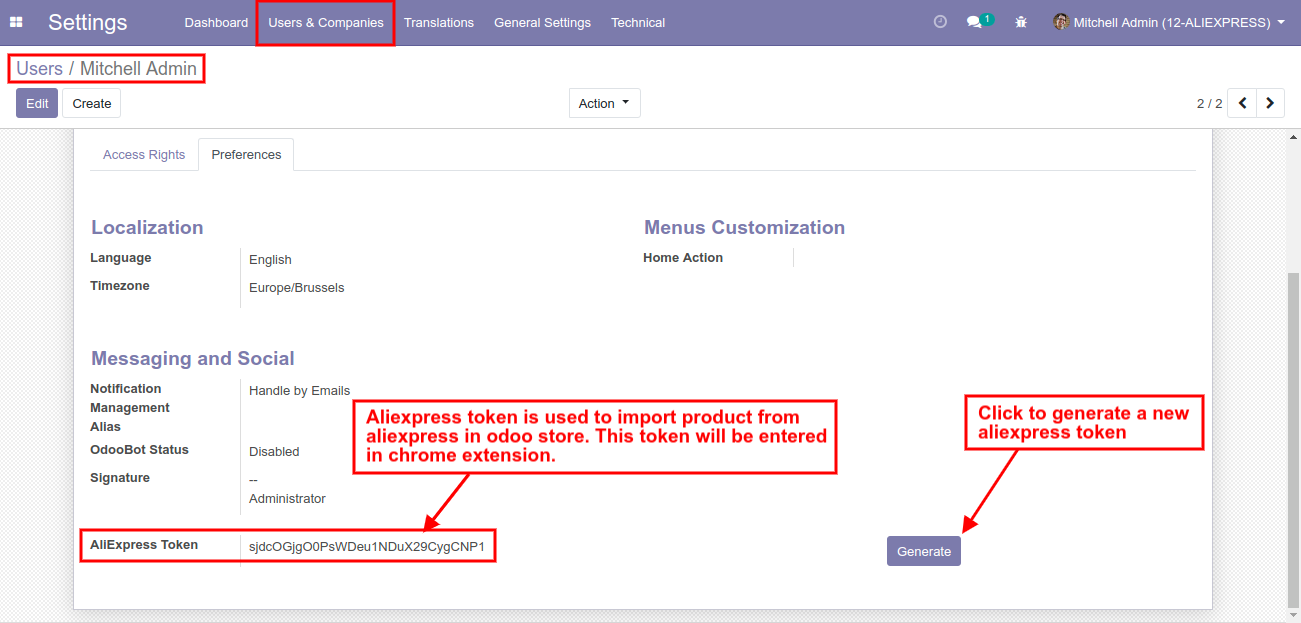 Settings
Dashboard
Users & Companies
Translations
General Settings
Technical
1
Mitchell Admin (12-ALIEXPRESS)
Users / Mitchell Admin
Edit
Create
Action
2 / 2
Access Rights
Preferences
Localization
Language
English
Timezone
Europe/Brussels
Menus Customization
Home Action
Messaging and Social
Notification
Management
Handle by Emails
Alias
OdooBot Status
Disabled
Signature
--
Administrator
Aliexpress token is used to import product from
aliexpress in odoo store. This token will be entered
in chrome extension.
Click to generate a new
aliexpress token
AliExpress Token
sjdcOGjgO0PsWDeu1NDuX29CygCNP1
Generate